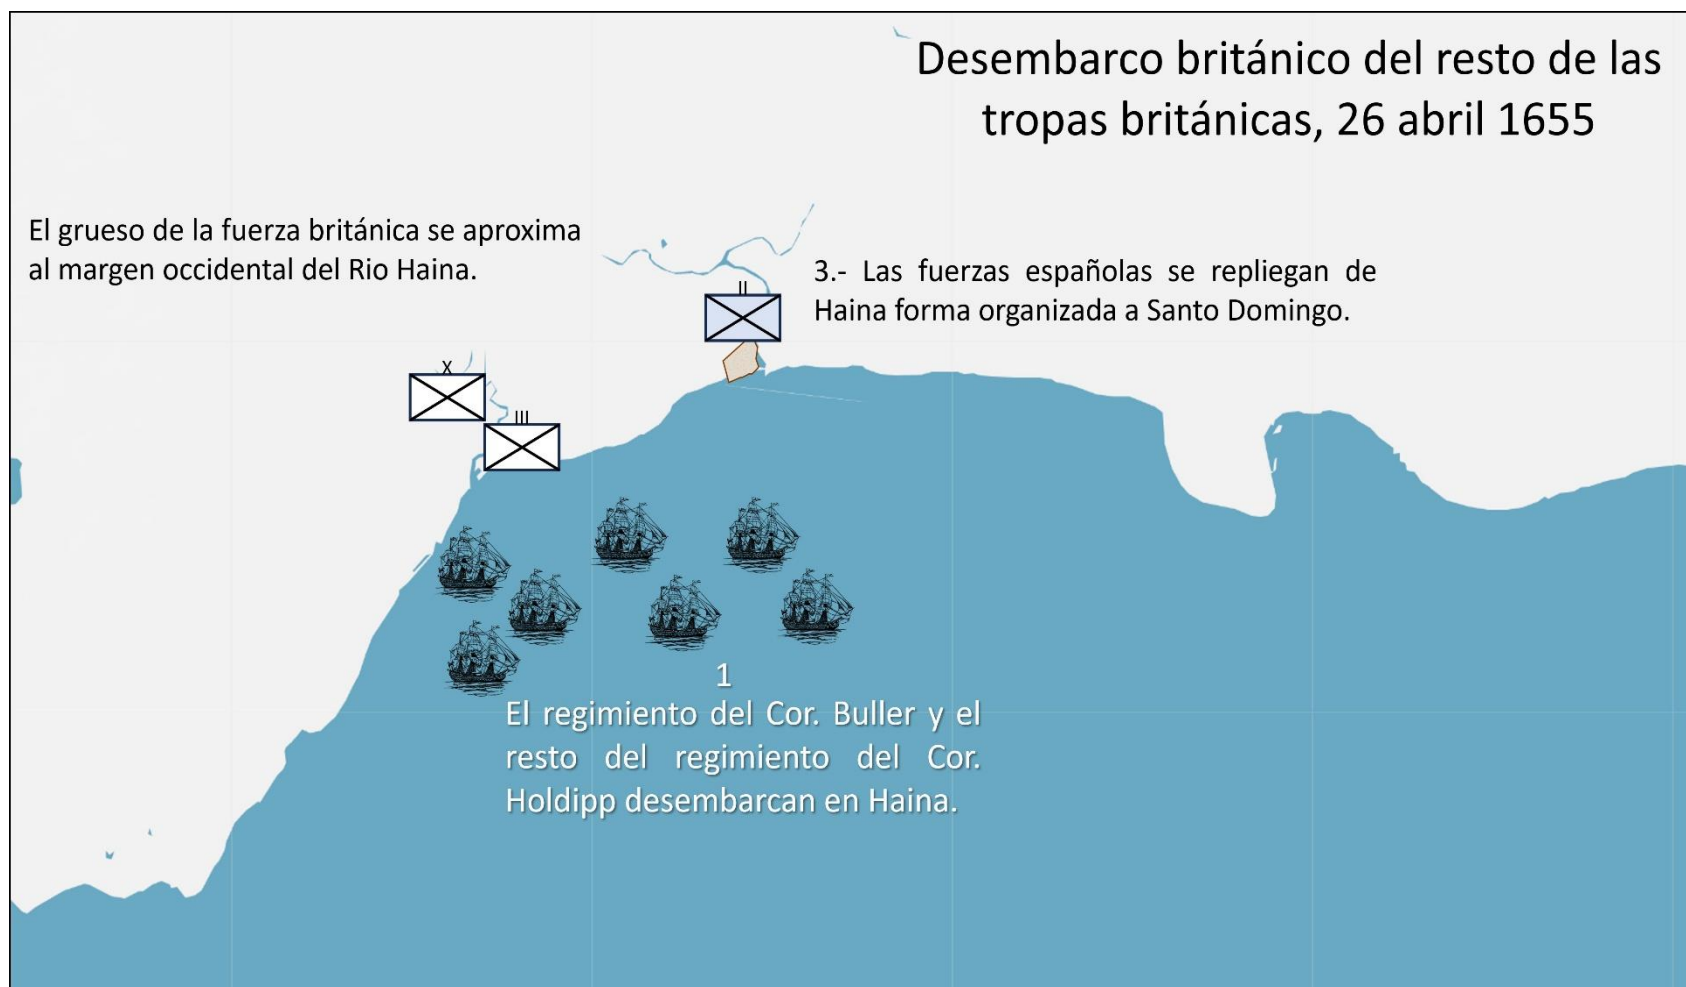 Desembarco británico del resto de las
tropas británicas, 26 abril 1655
El grueso de la fuerza británica se aproxima
al margen occidental del Rio Haina.
3.- Las fuerzas españolas se repliegan de
Haina forma organizada a Santo Domingo.
II
X
III
1
El regimiento del Cor. Buller y el
resto del regimiento del Cor.
Holdipp desembarcan en Haina.